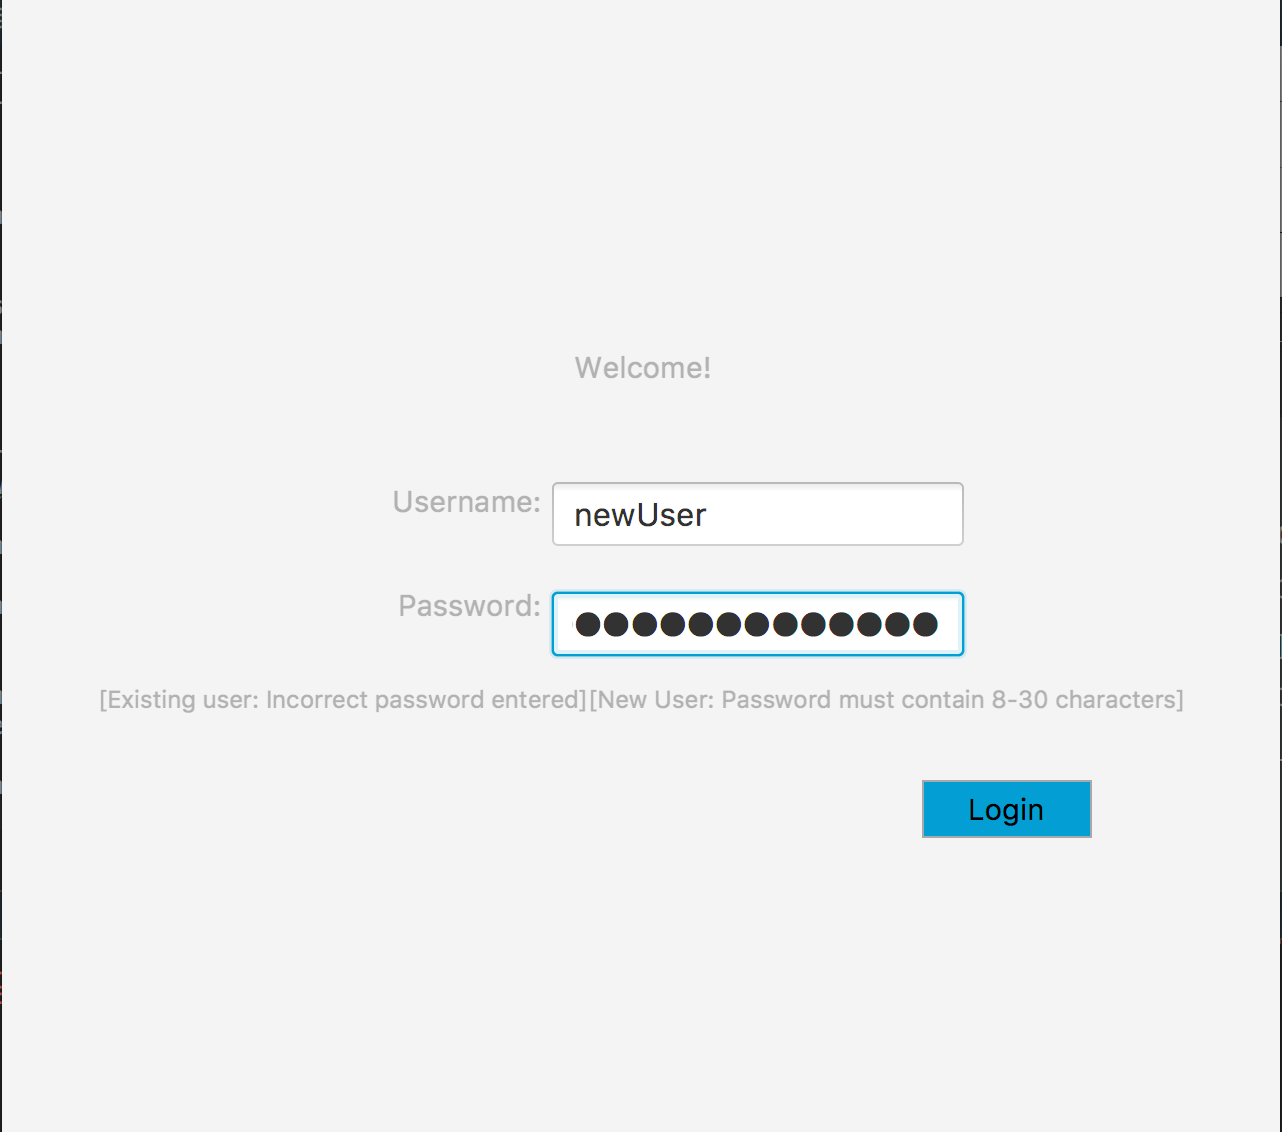 Welcome!
Username: newUser
Password: ●●●●●●●●●●●●●
[Existing user: Incorrect password entered][New User: Password must contain 8-30 characters]
Login